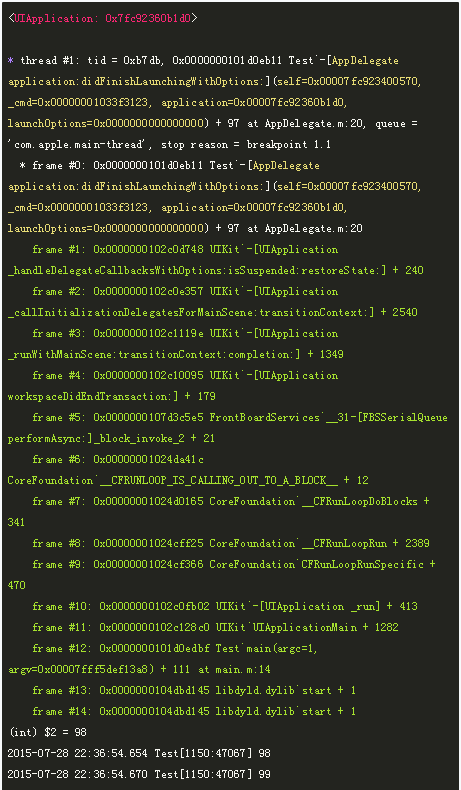 <UIApplication: 0x7fc92360b1d0>
* thread #1: tid = 0xb7db, 0x0000000101d0eb11 Test`-[AppDelegate
application:didFinishLaunchingWithOptions:](self=0x00007fc923400570,
_cmd=0x00000001033f3123, application=0x00007fc92360b1d0,
launchOptions=0x0000000000000000) + 97 at AppDelegate.m:20, queue =
'com.apple.main-thread', stop reason = breakpoint 1.1
* frame #0: 0x0000000101d0eb11 Test`-[AppDelegate
application:didFinishLaunchingWithOptions:](self=0x00007fc923400570,
_cmd=0x00000001033f3123, application=0x00007fc92360b1d0,
launchOptions=0x0000000000000000) + 97 at AppDelegate.m:20
frame #1: 0x0000000102c0d748 UIKit`-[UIApplication
_handleDelegateCallbacksWithOptions:isSuspended:restoreState:] + 240
frame #2: 0x0000000102c0e357 UIKit`-[UIApplication
_callInitializationDelegatesForMainScene:transitionContext:] + 2540
frame #3: 0x0000000102c1119e UIKit`-[UIApplication
_runWithMainScene:transitionContext:completion:] + 1349
frame #4: 0x0000000102c10095 UIKit`-[UIApplication
workspaceDidEndTransaction:] + 179
frame #5: 0x0000000107d3c5e5 FrontBoardServices`__31-[FBSSerialQueue
performAsync:]_block_invoke_2 + 21
frame #6: 0x00000001024da41c
CoreFoundation`__CFRUNLOOP_IS_CALLING_OUT_TO_A_BLOCK__ + 12
frame #7: 0x00000001024d0165 CoreFoundation`__CFRunLoopDoBlocks +
341
frame #8: 0x00000001024cff25 CoreFoundation`__CFRunLoopRun + 2389
frame #9: 0x00000001024cf366 CoreFoundation`CFRunLoopRunSpecific +
470
frame #10: 0x0000000102c0fb02 UIKit`-[UIApplication _run] + 413
frame #11: 0x0000000102c128c0 UIKit`UIApplicationMain + 1282
frame #12: 0x0000000101d0edbf Test`main(argc=1,
argv=0x00007fff5def13a8) + 111 at main.m:14
frame #13: 0x0000000104dbd145 libdyld.dylib`start + 1
frame #14: 0x0000000104dbd145 libdyld.dylib`start + 1
(int) $2 = 98
2015-07-28 22:36:54.654 Test[1150:47067] 98
2015-07-28 22:36:54.670 Test[1150:47067] 99